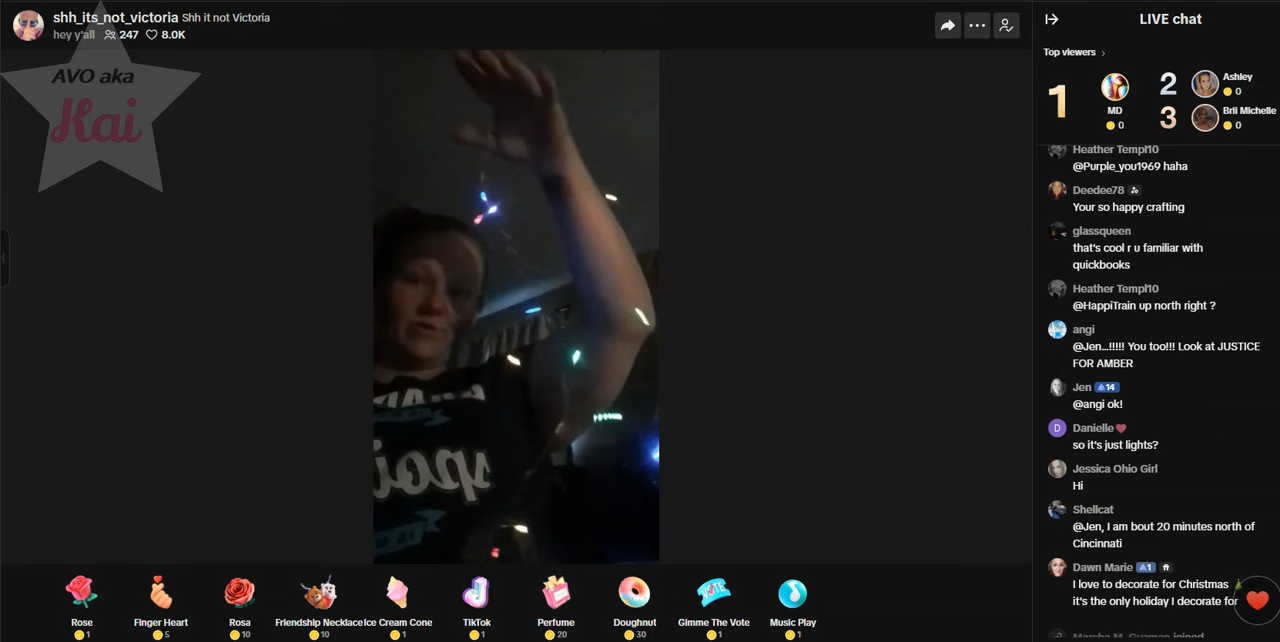 shh_its_not_victoria Shh it not Victoria
hey y'all 247 8.0K
AVO aka
Kai
LIVE chat
Top viewers
1 MD 0
2 Ashley 0
3 Brii Michelle 0
Heather Templ10
@Purple_you1969 haha
Deedee78
Your so happy crafting
glassqueen
that's cool r u familiar with
quickbooks
Heather Templ10
@HappiTrain up north right ?
angi
@Jen...!!!!! You too!!! Look at JUSTICE
FOR AMBER
Jen 14
@angi ok!
D Danielle
so it's just lights?
Jessica Ohio Girl
Hi
Shellcat
@Jen, I am bout 20 minutes north of
Cincinnati
Dawn Marie 1
I love to decorate for Christmas
it's the only holiday I decorate for
Marsha M. Guzman joined
Rose Finger Heart Rosa Friendship Necklace Ice Cream Cone TikTok Perfume Doughnut Gimme The Vote Music Play
1 5 10 10 1 1 20 30 1 1
VOTE